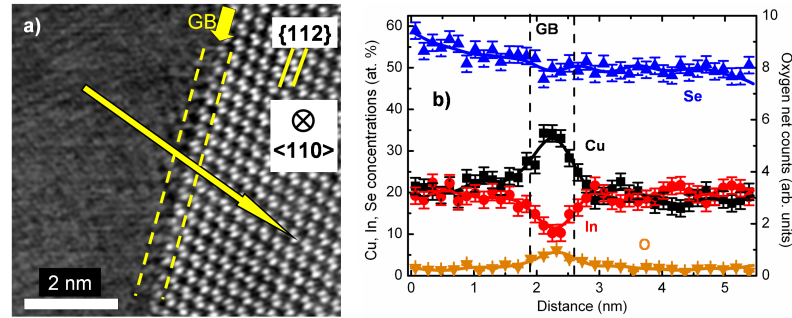 a)
GB
{112}
⊗
<110>
2 nm
Cu, In, Se concentrations (at. %)
60
50
40
30
20
10
0
GB
b)
Se
Cu
In
O
10
8
6
4
2
0
Oxygen net counts (arb. units)
0 1 2 3 4 5
Distance (nm)